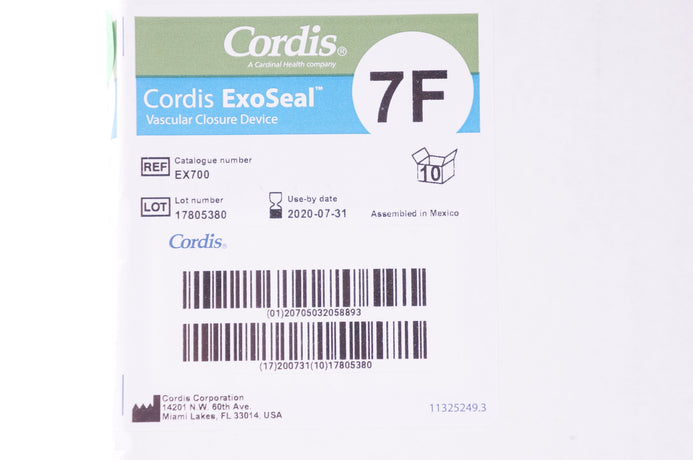 Cordis®
A Cardinal Health company
7F
Cordis ExoSeal™
Vascular Closure Device
REF Catalogue number
EX700
10
LOT Lot number
17805380
Use-by date
2020-07-31
Assembled in Mexico
Cordis®
(01)20705032058893
(17)200731(10)17805380
Cordis Corporation
14201 N.W. 60th Ave.
Miami Lakes, FL 33014, USA
11325249.3